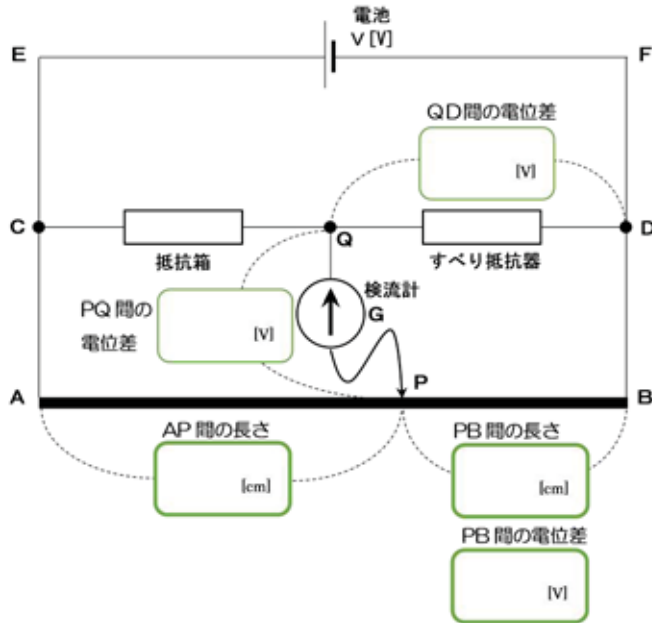 電池
V [V]
E
F
QD間の電位差
[V]
C
Q
D
抵抗箱
すべり抵抗器
検流計
G
PQ間の
電位差
[V]
P
A
B
AP間の長さ
[cm]
PB間の長さ
[cm]
PB間の電位差
[V]